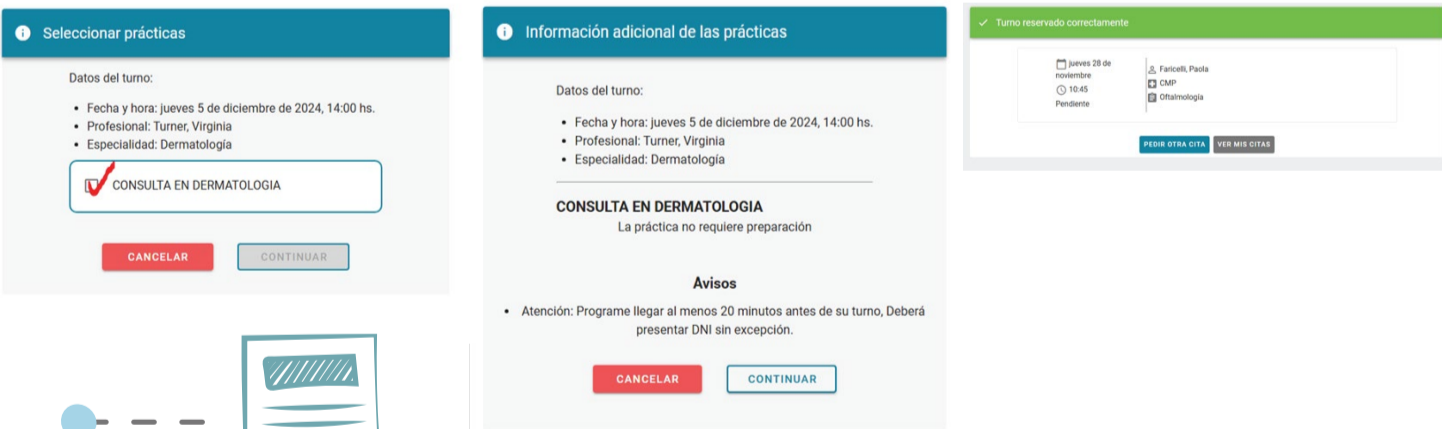 Seleccionar prácticas
Datos del turno:
• Fecha y hora: jueves 5 de diciembre de 2024, 14:00 hs.
• Profesional: Turner, Virginia
• Especialidad: Dermatología
CONSULTA EN DERMATOLOGIA
CANCELAR
CONTINUAR
Información adicional de las prácticas
Datos del turno:
• Fecha y hora: jueves 5 de diciembre de 2024, 14:00 hs.
• Profesional: Turner, Virginia
• Especialidad: Dermatología
CONSULTA EN DERMATOLOGIA
La práctica no requiere preparación
Avisos
• Atención: Programe llegar al menos 20 minutos antes de su turno, Deberá
presentar DNI sin excepción.
CANCELAR
CONTINUAR
Turno reservado correctamente
jueves 28 de
noviembre
10:45
Pendiente
Faricelli, Paola
CMP
Oftalmología
PEDIR OTRA CITA
VER MIS CITAS